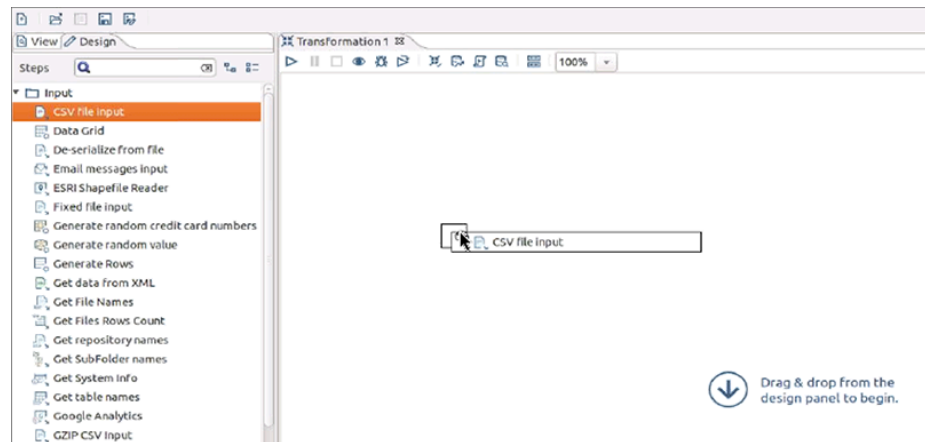 View
Design
Transformation 1
Steps
100%
Input
CSV file input
Data Grid
De-serialize from file
Email messages input
ESRI Shapefile Reader
Fixed file input
Generate random credit card numbers
Generate random value
Generate Rows
Get data from XML
Get File Names
Get Files Rows Count
Get repository names
Get SubFolder names
Get System Info
Get table names
Google Analytics
GZIP CSV Input
CSV file input
Drag & drop from the
design panel to begin.